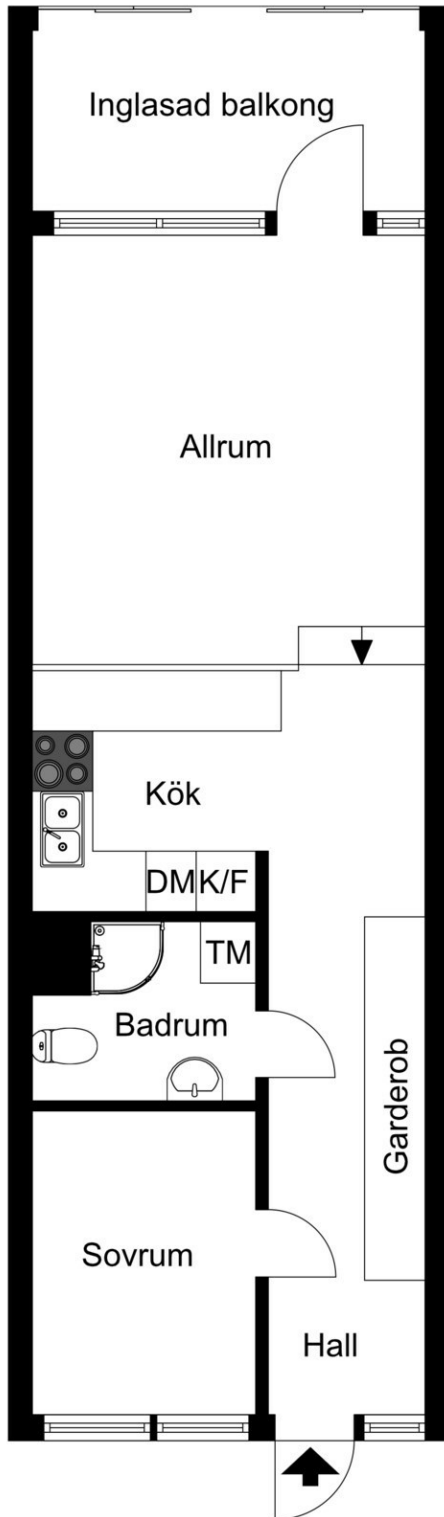 Inglasad balkong
Allrum
Kök
DM K/F
TM
Badrum
Garderob
Sovrum
Hall